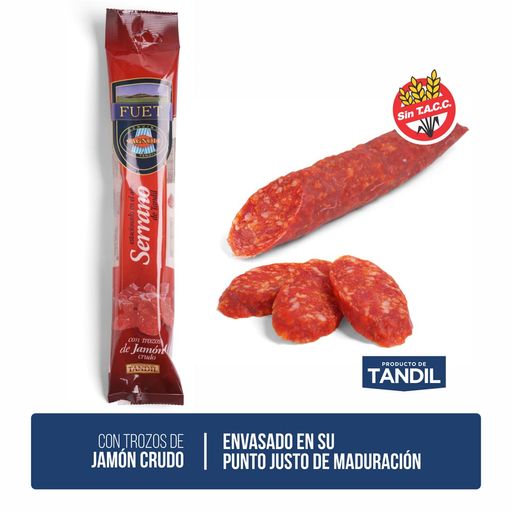 FUET
CAGNOLI
Serrano
con trozos
de Jamón
crudo
TANDIL
Sin T.A.C.C.
PRODUCTO DE
TANDIL
CON TROZOS DE
JAMÓN CRUDO
ENVASADO EN SU
PUNTO JUSTO DE MADURACIÓN